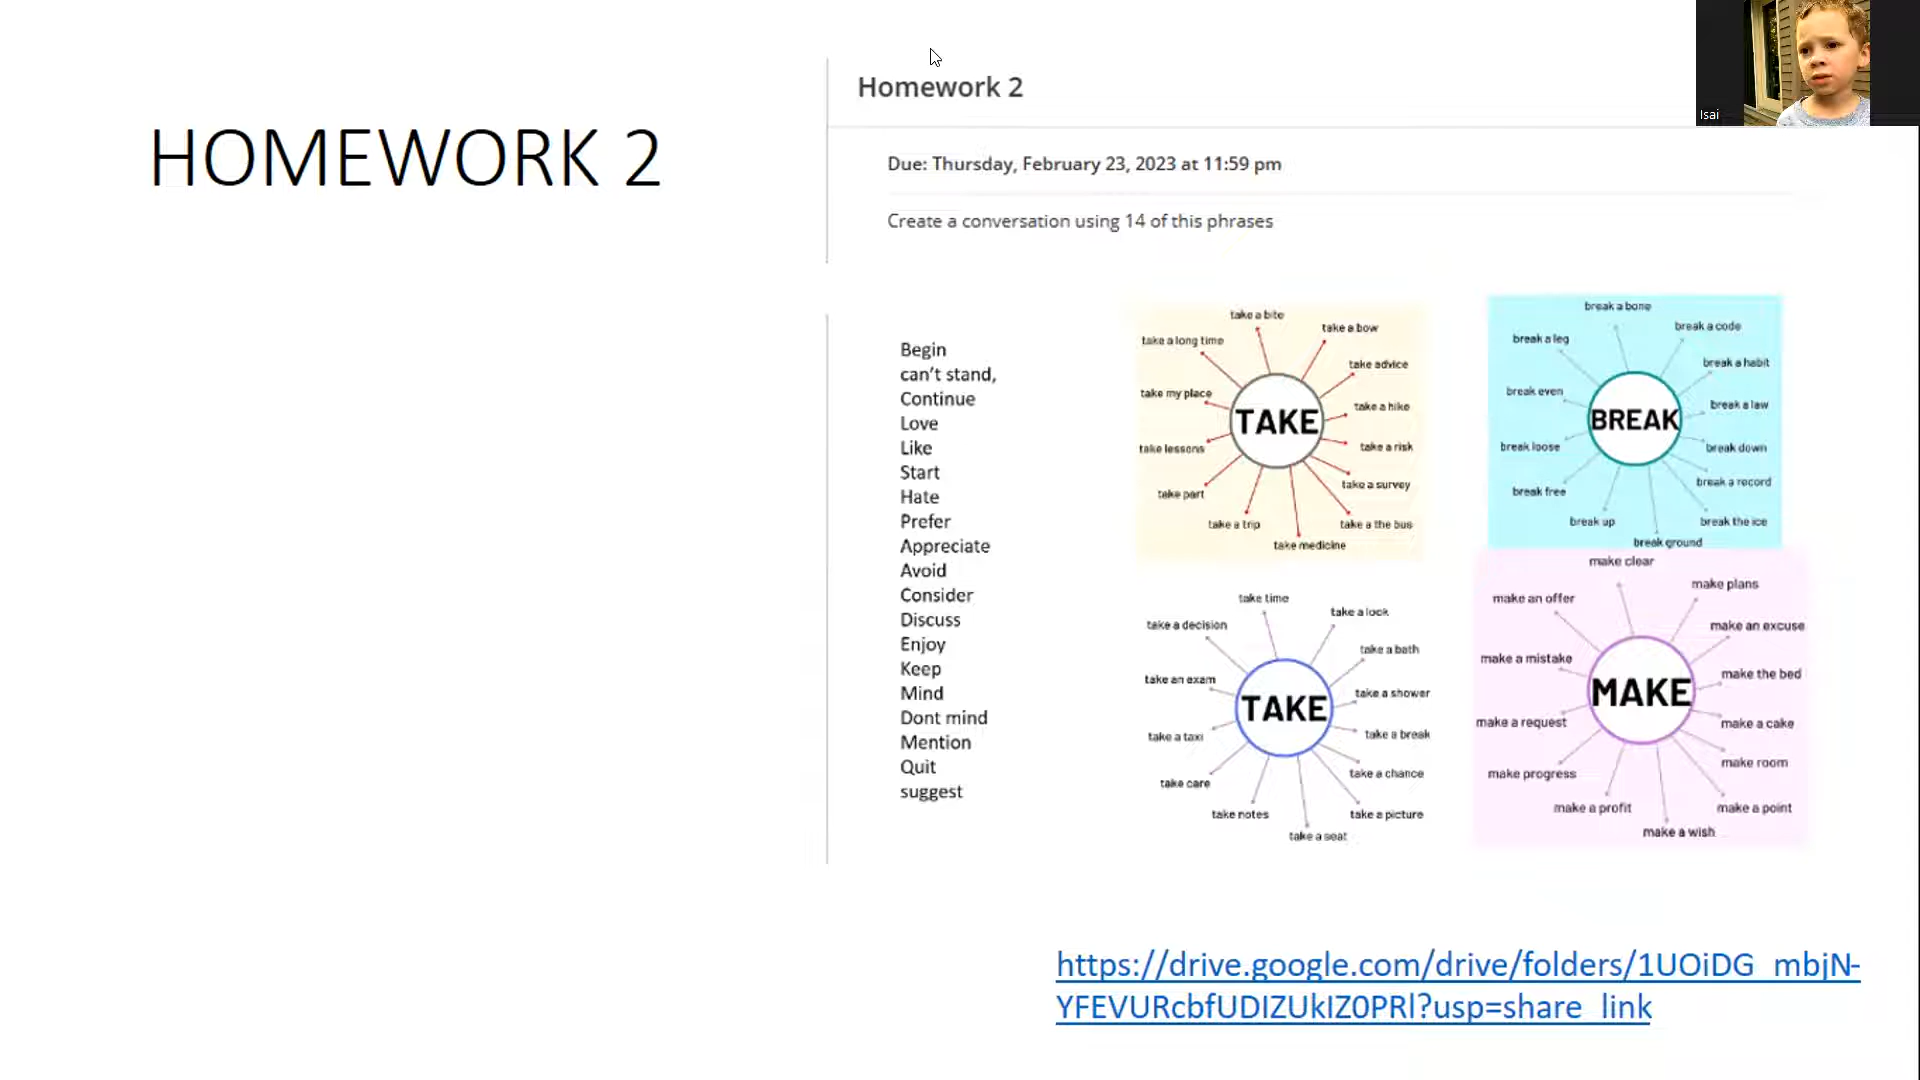 HOMEWORK 2
Homework 2
Isai
Due: Thursday, February 23, 2023 at 11:59 pm
Create a conversation using 14 of this phrases
Begin
can't stand,
Continue
Love
Like
Start
Hate
Prefer
Appreciate
Avoid
Consider
Discuss
Enjoy
Keep
Mind
Dont mind
Mention
Quit
suggest
TAKE
take a bite
take a bow
take advice
take a hike
take a risk
take a survey
take a the bus
take medicine
take a trip
take part
take lessons
take my place
take a long time
BREAK
break a bone
break a code
break a habit
break a law
break down
break a record
break the ice
break ground
break up
break free
break loose
break even
break a leg
TAKE
take time
take a look
take a bath
take a shower
take a break
take a chance
take a picture
take a seat
take notes
take care
take a taxi
take an exam
take a decision
MAKE
make clear
make plans
make an excuse
make the bed
make a cake
make room
make a point
make a wish
make a profit
make progress
make a request
make a mistake
make an offer
https://drive.google.com/drive/folders/1UOiDG_mbjN-
YFEVURcbfUDIZUkIZ0PRl?usp=share_link